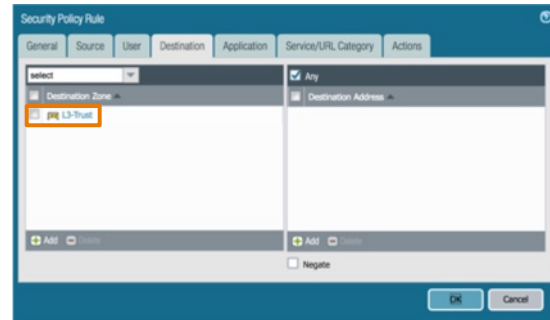 Security Policy Rule
General Source User Destination Application Service/URL Category Actions
select
Any
Destination Zone
Destination Address
L3-Trust
Add Delete
Add Delete
Negate
OK Cancel